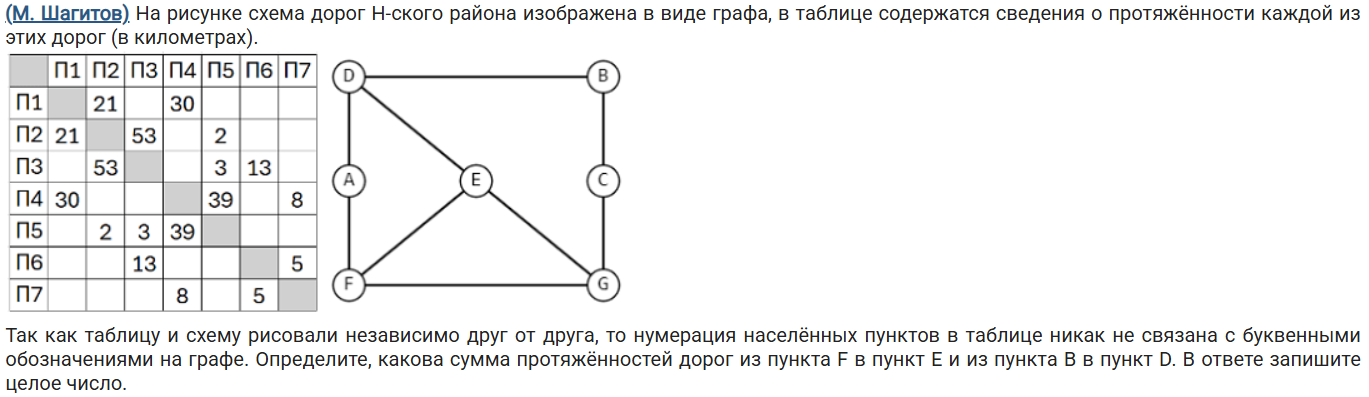 (М. Шагитов) На рисунке схема дорог Н-ского района изображена в виде графа, в таблице содержатся сведения о протяжённости каждой из
этих дорог (в километрах).
П1 П2 П3 П4 П5 П6 П7
П1 21 30
П2 21 53 2
П3 53 3 13
П4 30 39 8
П5 2 3 39
П6 13 5
П7 8 5
D B
A E C
F G
Так как таблицу и схему рисовали независимо друг от друга, то нумерация населённых пунктов в таблице никак не связана с буквенными
обозначениями на графе. Определите, какова сумма протяжённостей дорог из пункта F в пункт E и из пункта B в пункт D. В ответе запишите
целое число.